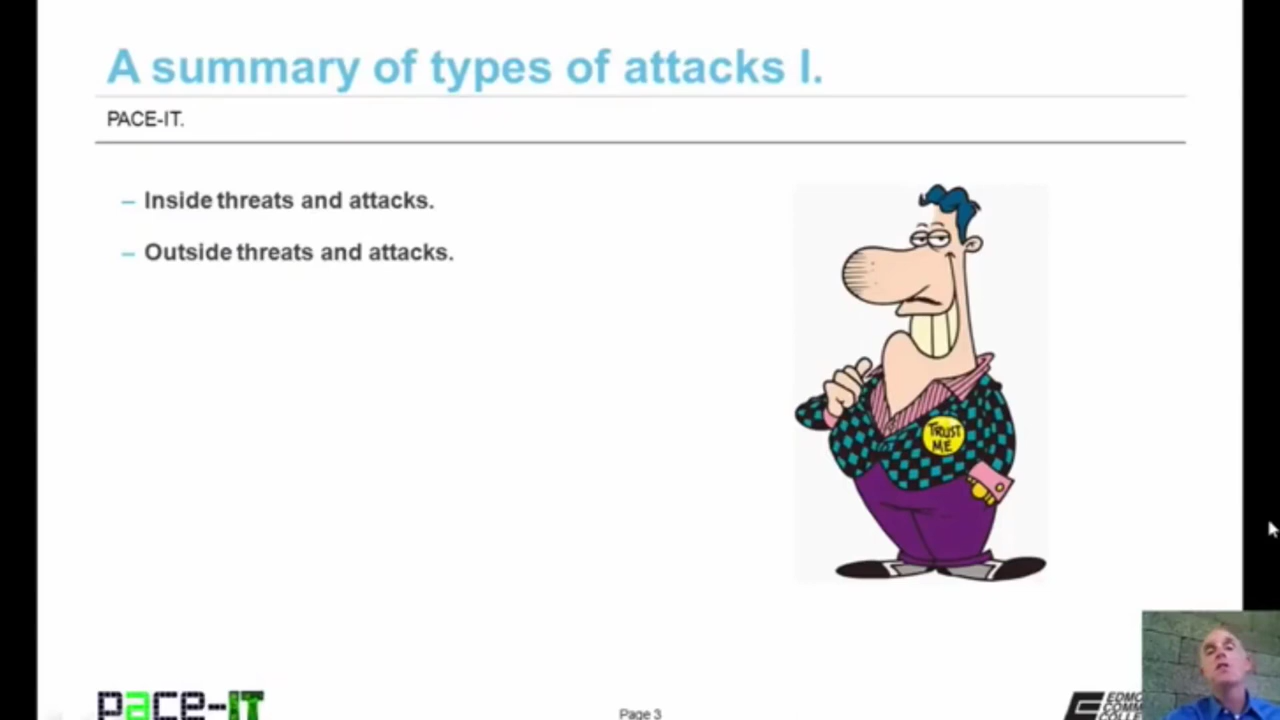 A summary of types of attacks I.
PACE-IT.
– Inside threats and attacks.
– Outside threats and attacks.
TRUST
ME
pace-IT
Page 3